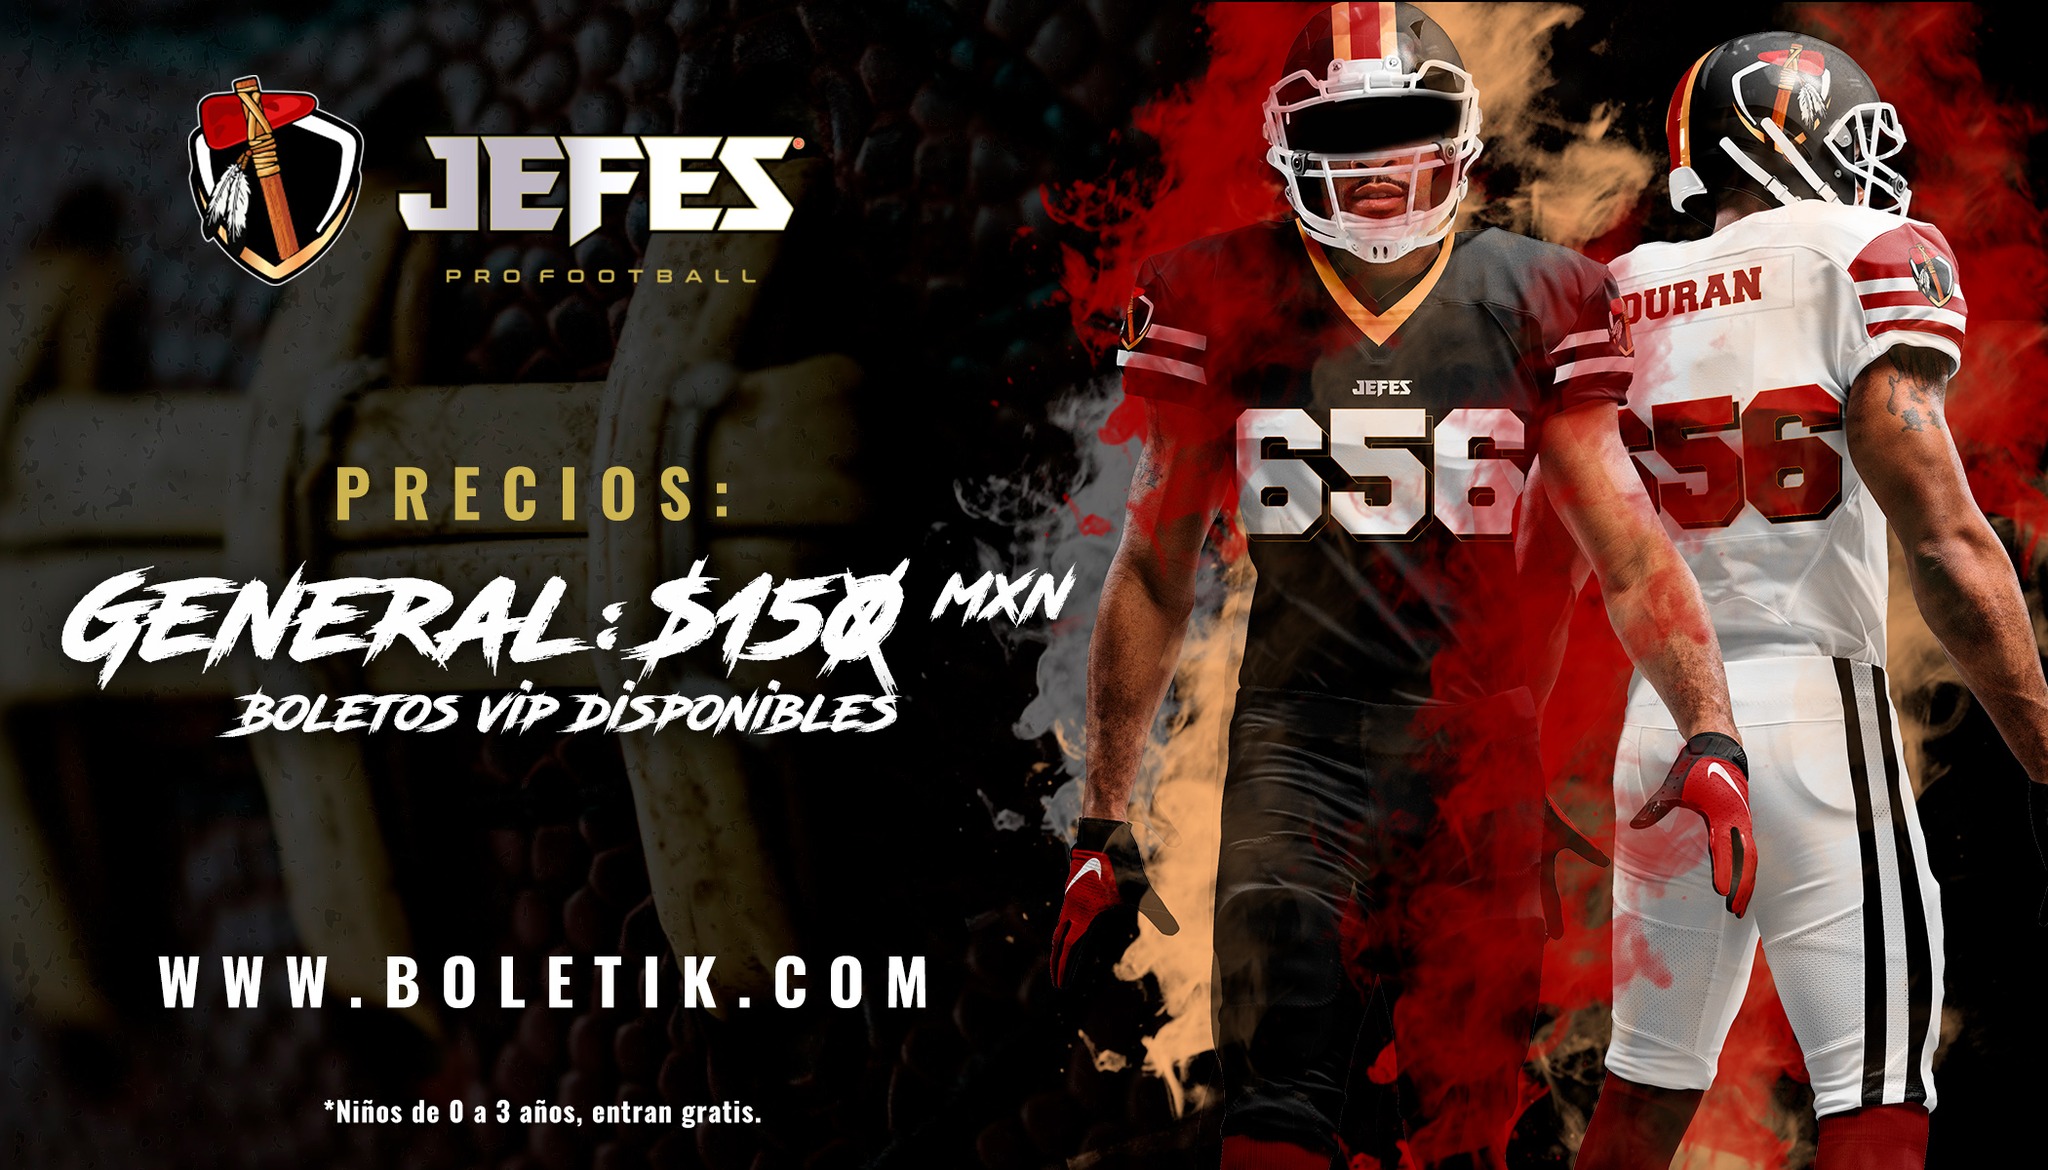 JEFES
PRO FOOTBALL
PRECIOS:
GENERAL: $150 MXN
BOLETOS VIP DISPONIBLES
WWW.BOLETIK.COM
*Niños de 0 a 3 años, entran gratis.
JEFES
656
DURAN
656